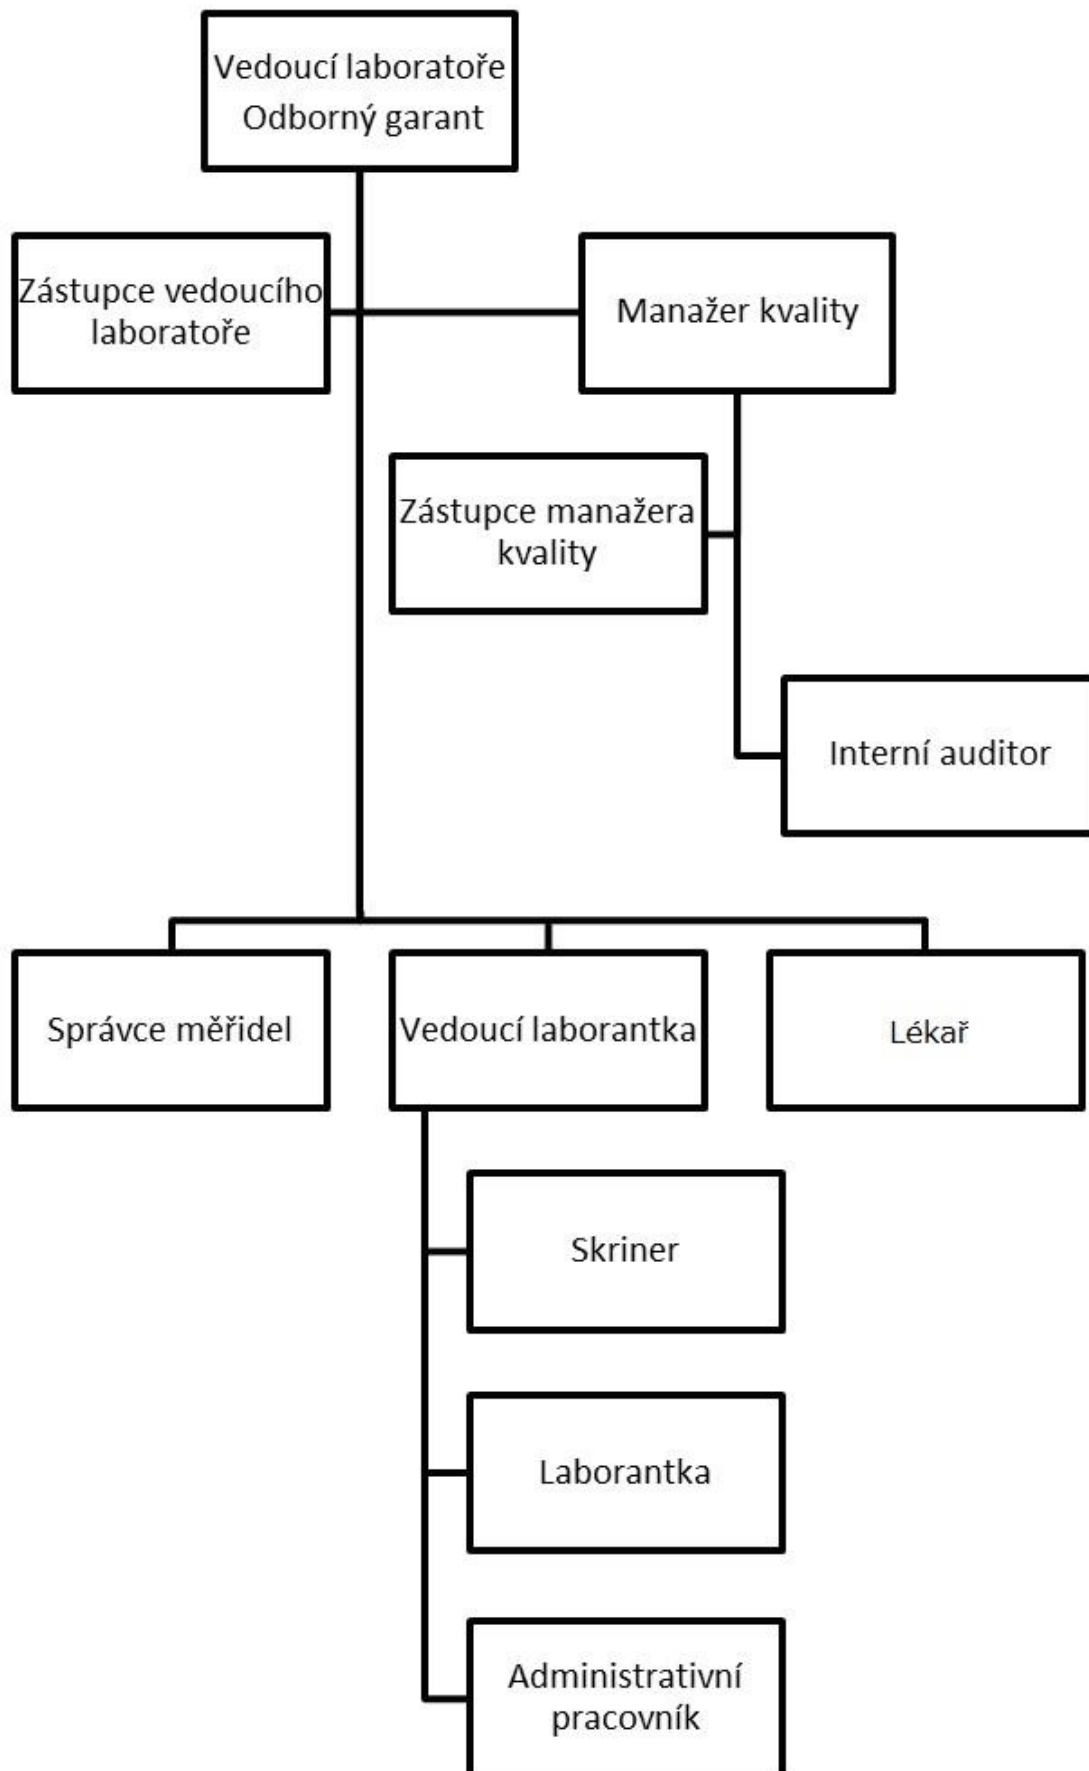 Vedoucí laboratoře
Odborný garant
Zástupce vedoucího
laboratoře
Manažer kvality
Zástupce manažera
kvality
Interní auditor
Správce měřidel
Vedoucí laborantka
Lékař
Skriner
Laborantka
Administrativní
pracovník